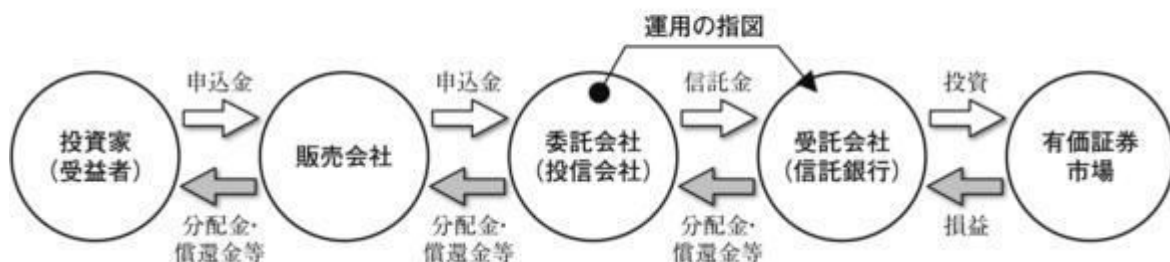 運用の指図
申込金
申込金
信託金
投資
投資家
(受益者)
販売会社
委託会社
(投信会社)
受託会社
(信託銀行)
有価証券
市場
分配金・
償還金等
分配金・
償還金等
分配金・
償還金等
損益